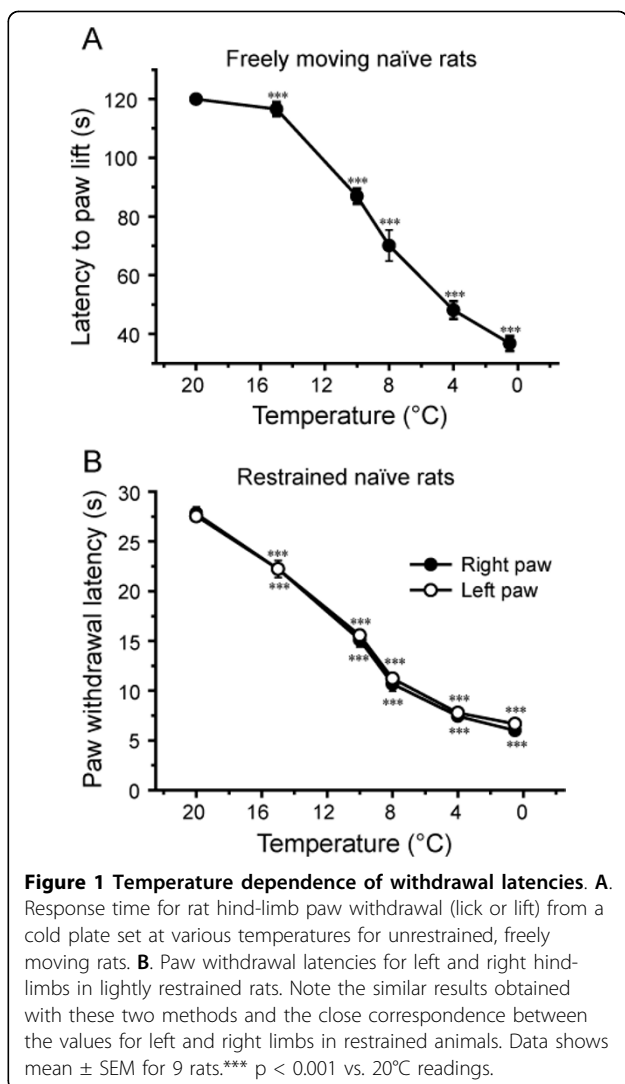 A
Freely moving naïve rats
Latency to paw lift (s)
120
100
80
60
40
***
***
***
***
***
20 16 12 8 4 0
Temperature (°C)
B
Restrained naïve rats
Paw withdrawal latency (s)
30
25
20
15
10
5
0
Right paw
Left paw
***
***
***
***
***
***
***
***
***
***
20 16 12 8 4 0
Temperature (°C)
Figure 1 Temperature dependence of withdrawal latencies. A.
Response time for rat hind-limb paw withdrawal (lick or lift) from a
cold plate set at various temperatures for unrestrained, freely
moving rats. B. Paw withdrawal latencies for left and right hind-
limbs in lightly restrained rats. Note the similar results obtained
with these two methods and the close correspondence between
the values for left and right limbs in restrained animals. Data shows
mean ± SEM for 9 rats.*** p < 0.001 vs. 20°C readings.